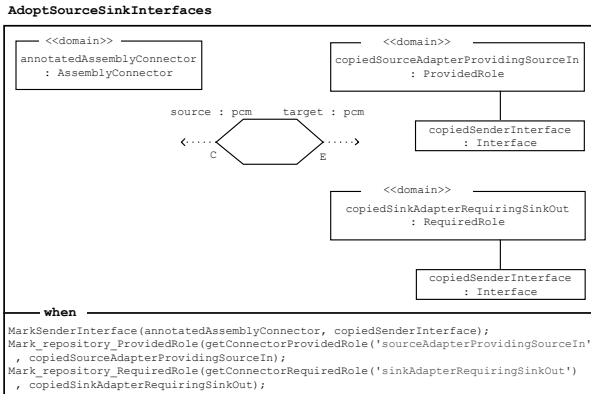 AdoptSourceSinkInterfaces
<<domain>>
annotatedAssemblyConnector
: AssemblyConnector
<<domain>>
copiedSourceAdapterProvidingSourceIn
: ProvidedRole
copiedSenderInterface
: Interface
source : pcm target : pcm
C E
<<domain>>
copiedSinkAdapterRequiringSinkOut
: RequiredRole
copiedSenderInterface
: Interface
when
MarkSenderInterface(annotatedAssemblyConnector, copiedSenderInterface);
Mark_repository_ProvidedRole(getConnectorProvidedRole('sourceAdapterProvidingSourceIn'
, copiedSourceAdapterProvidingSourceIn);
Mark_repository_RequiredRole(getConnectorRequiredRole('sinkAdapterRequiringSinkOut')
, copiedSinkAdapterRequiringSinkOut);